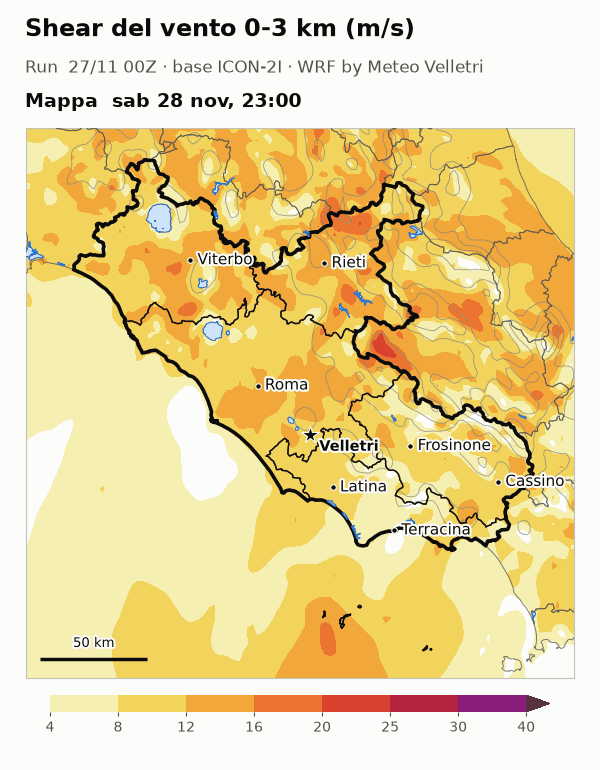 Shear del vento 0-3 km (m/s)
Run  27/11 00Z · base ICON-2I · WRF by Meteo Velletri
Mappa  sab 28 nov, 23:00
Viterbo
Rieti
Roma
Velletri
Frosinone
Latina
Cassino
Terracina
50 km
4 8 12 16 20 25 30 40